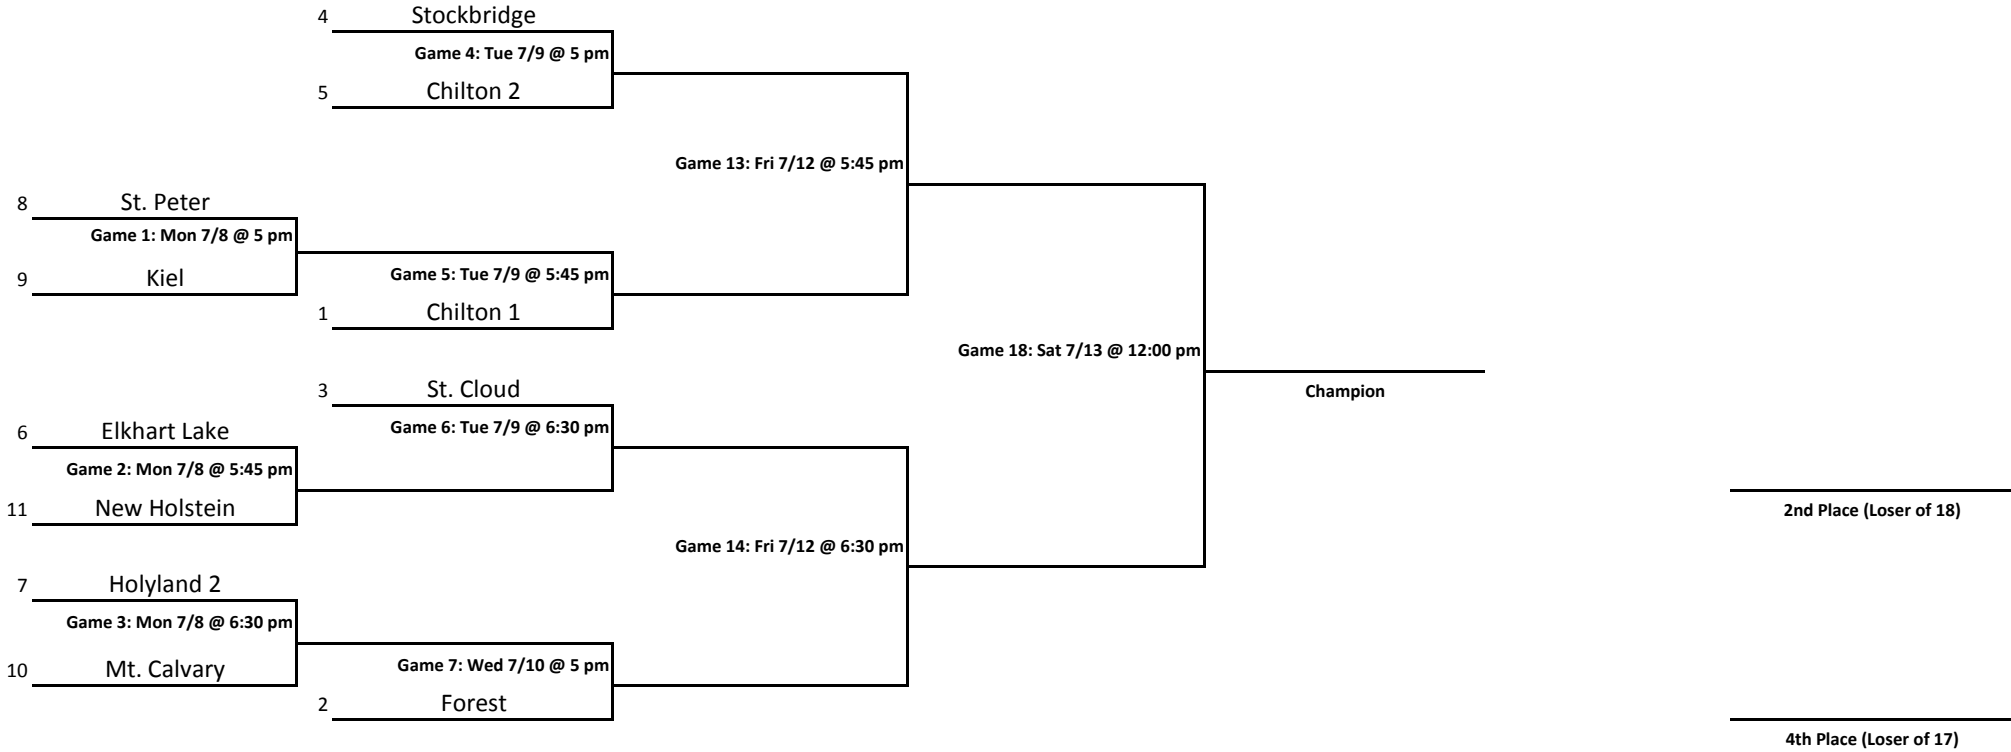 4 Stockbridge
Game 4: Tue 7/9 @ 5 pm
5 Chilton 2
Game 13: Fri 7/12 @ 5:45 pm
8 St. Peter
Game 1: Mon 7/8 @ 5 pm
9 Kiel
Game 5: Tue 7/9 @ 5:45 pm
1 Chilton 1
Game 18: Sat 7/13 @ 12:00 pm
Champion
3 St. Cloud
Game 6: Tue 7/9 @ 6:30 pm
6 Elkhart Lake
Game 2: Mon 7/8 @ 5:45 pm
11 New Holstein
2nd Place (Loser of 18)
Game 14: Fri 7/12 @ 6:30 pm
7 Holyland 2
Game 3: Mon 7/8 @ 6:30 pm
10 Mt. Calvary
Game 7: Wed 7/10 @ 5 pm
2 Forest
4th Place (Loser of 17)